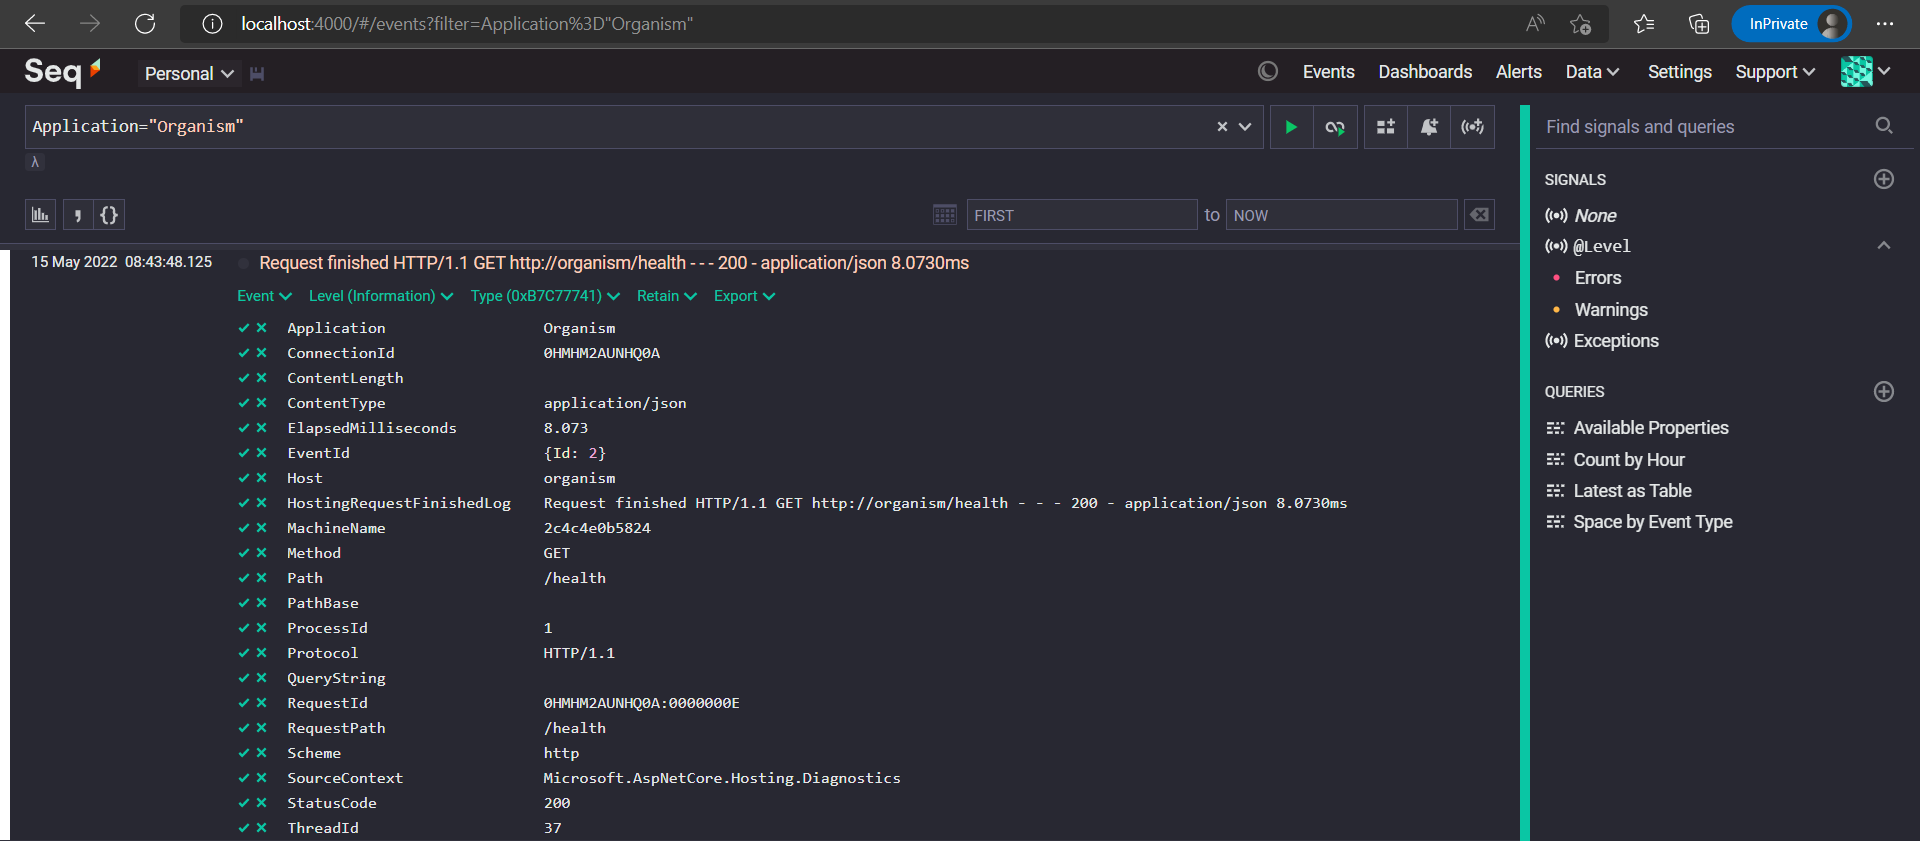 localhost:4000/#/events?filter=Application%3D"Organism"
InPrivate
Seq
Personal
Events Dashboards Alerts Data Settings Support
Application="Organism"
λ
FIRST to NOW
15 May 2022 08:43:48.125 Request finished HTTP/1.1 GET http://organism/health - - - 200 - application/json 8.0730ms
Event Level (Information) Type (0xB7C77741) Retain Export
Application Organism
ConnectionId 0HMHM2AUNHQ0A
ContentLength
ContentType application/json
ElapsedMilliseconds 8.073
EventId {Id: 2}
Host organism
HostingRequestFinishedLog Request finished HTTP/1.1 GET http://organism/health - - - 200 - application/json 8.0730ms
MachineName 2c4c4e0b5824
Method GET
Path /health
PathBase
ProcessId 1
Protocol HTTP/1.1
QueryString
RequestId 0HMHM2AUNHQ0A:0000000E
RequestPath /health
Scheme http
SourceContext Microsoft.AspNetCore.Hosting.Diagnostics
StatusCode 200
ThreadId 37
Find signals and queries
SIGNALS
None
@Level
Errors
Warnings
Exceptions
QUERIES
Available Properties
Count by Hour
Latest as Table
Space by Event Type